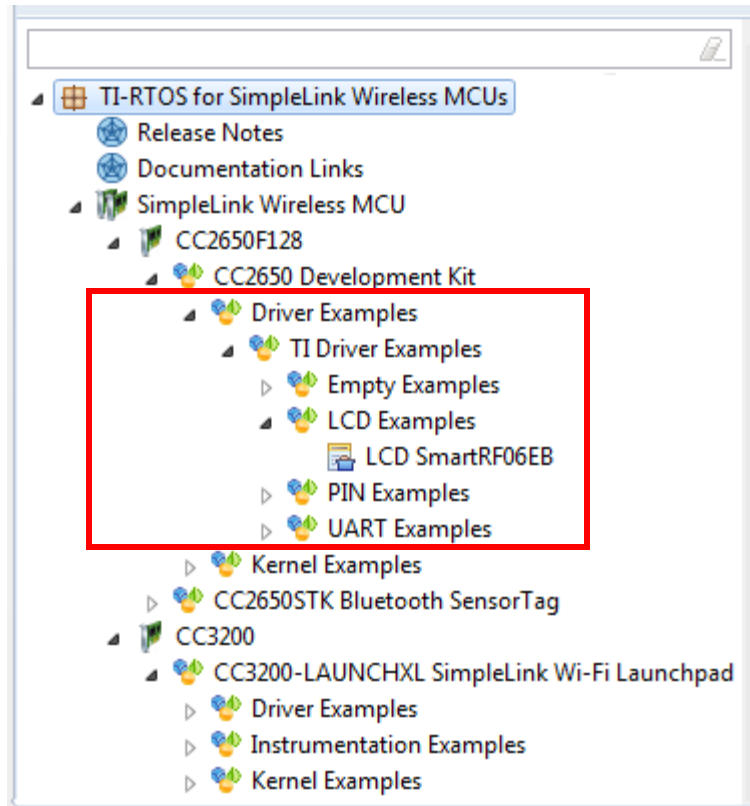 TI-RTOS for SimpleLink Wireless MCUs
Release Notes
Documentation Links
SimpleLink Wireless MCU
CC2650F128
CC2650 Development Kit
Driver Examples
TI Driver Examples
Empty Examples
LCD Examples
LCD SmartRF06EB
PIN Examples
UART Examples
Kernel Examples
CC2650STK Bluetooth SensorTag
CC3200
CC3200-LAUNCHXL SimpleLink Wi-Fi Launchpad
Driver Examples
Instrumentation Examples
Kernel Examples